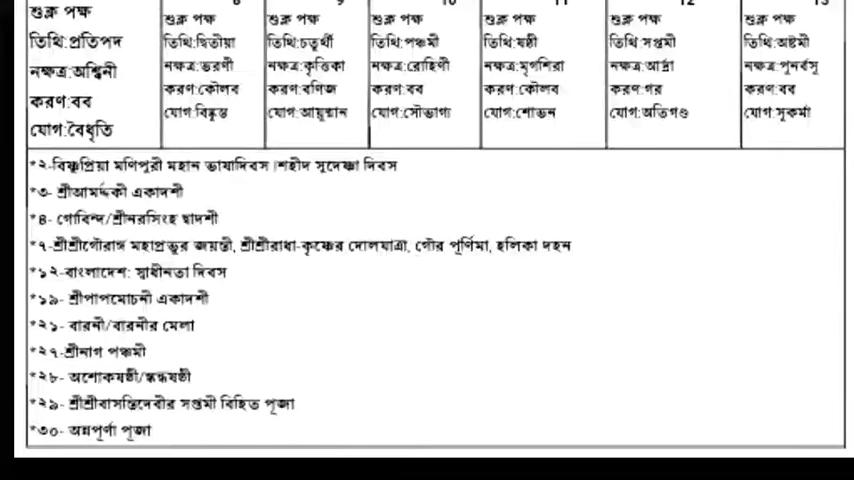 8 9 10 11 12 13
শুক্ল পক্ষ শুক্ল পক্ষ শুক্ল পক্ষ শুক্ল পক্ষ শুক্ল পক্ষ শুক্ল পক্ষ শুক্ল পক্ষ
তিথি:প্রতিপদ তিথি:দ্বিতীয়া তিথি:চতুর্থী তিথি:পঞ্চমী তিথি:ষষ্ঠী তিথি:সপ্তমী তিথি:অষ্টমী
নক্ষত্র:অশ্বিনী নক্ষত্র:ভরণী নক্ষত্র:কৃত্তিকা নক্ষত্র:রোহিণী নক্ষত্র:মৃগশিরা নক্ষত্র:আর্দ্রা নক্ষত্র:পুনর্বসু
করণ:বব করণ:কৌলব করণ:বণিজ করণ:বব করণ:কৌলব করণ:গর করণ:বব
যোগ:বৈধৃতি যোগ:বিষ্কুম্ভ যোগ:আয়ুষ্মান যোগ:সৌভাগ্য যোগ:শোভন যোগ:অতিগণ্ড যোগ:সুকর্মা
*২-বিষ্ণুপ্রিয়া মণিপুরী মহান ভাষাদিবস।শহীদ সুদেষ্ণা দিবস
*৩- শ্রীআমর্দ্দকী একাদশী
*৪- গোবিন্দ/শ্রীনরসিংহ দ্বাদশী
*৭-শ্রীশ্রীগৌরাঙ্গ মহাপ্রভুর জয়ন্তী, শ্রীশ্রীরাধা-কৃষ্ণের দোলযাত্রা, গৌর পূর্ণিমা, হলিকা দহন
*১২-বাংলাদেশ: স্বাধীনতা দিবস
*১৯- শ্রীপাপমোচনী একাদশী
*২১- বারনী/বারনীর মেলা
*২৭-শ্রীনাগ পঞ্চমী
*২৮- অশোকষষ্ঠী/স্কন্ধষষ্ঠী
*২৯- শ্রীশ্রীবাসন্তিদেবীর সপ্তমী বিহিত পূজা
*৩০- অন্নপূর্ণা পূজা